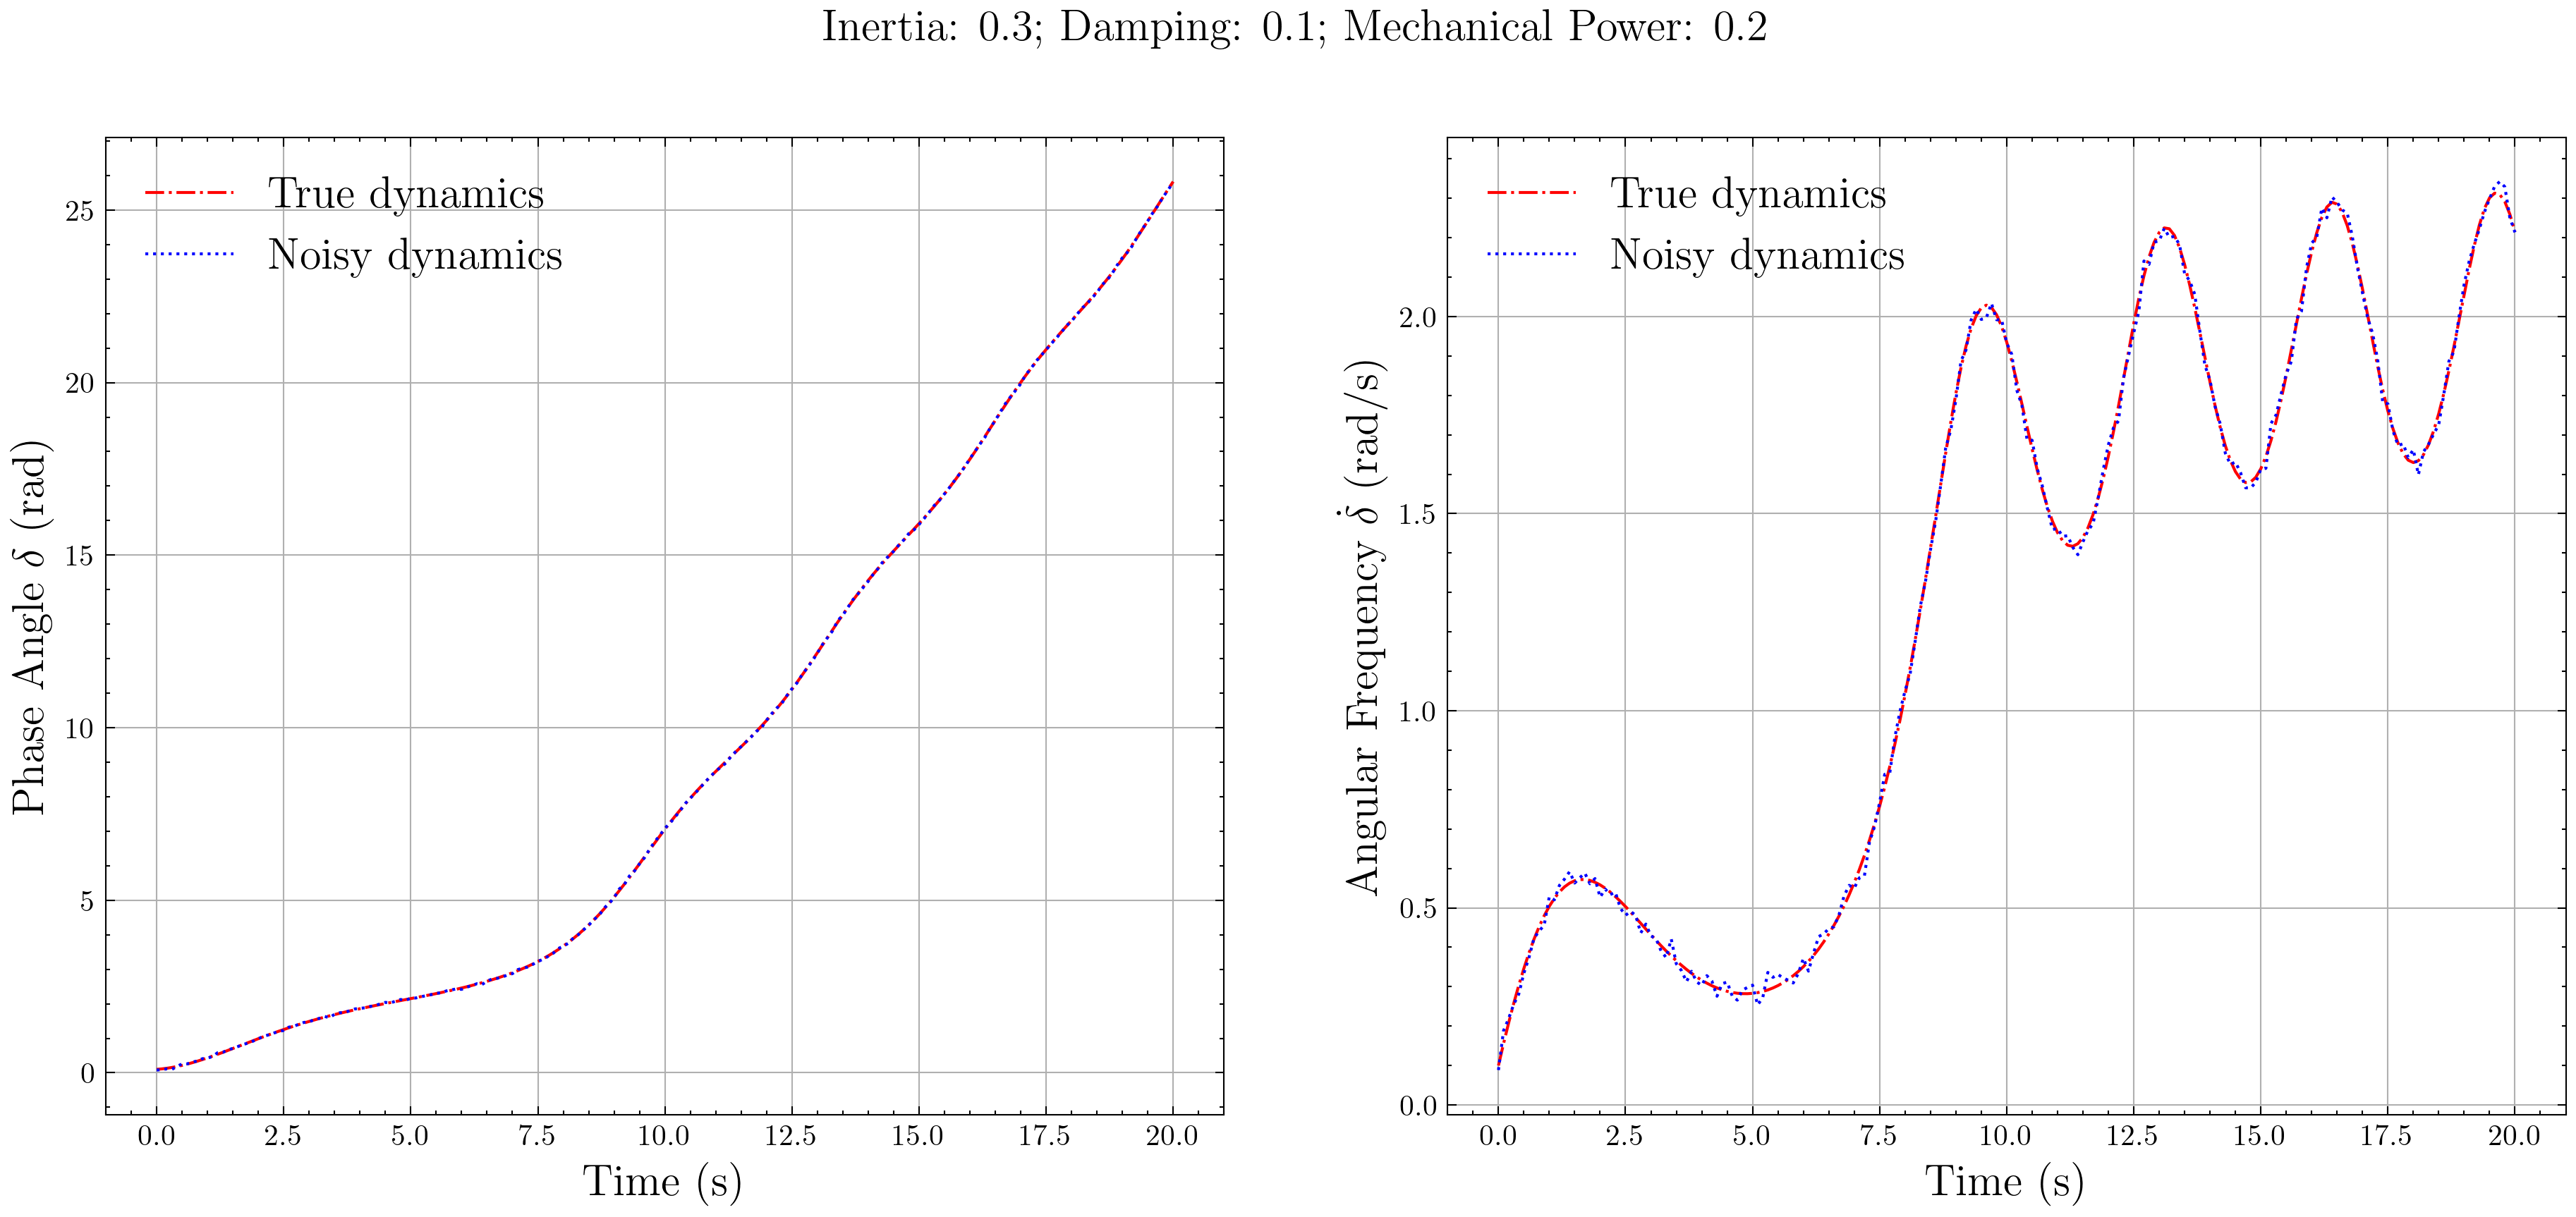 Inertia: 0.3; Damping: 0.1; Mechanical Power: 0.2
True dynamics
Noisy dynamics
Phase Angle δ (rad)
25
20
15
10
5
0
0.0 2.5 5.0 7.5 10.0 12.5 15.0 17.5 20.0
Time (s)
True dynamics
Noisy dynamics
Angular Frequency δ̇ (rad/s)
2.0
1.5
1.0
0.5
0.0
0.0 2.5 5.0 7.5 10.0 12.5 15.0 17.5 20.0
Time (s)